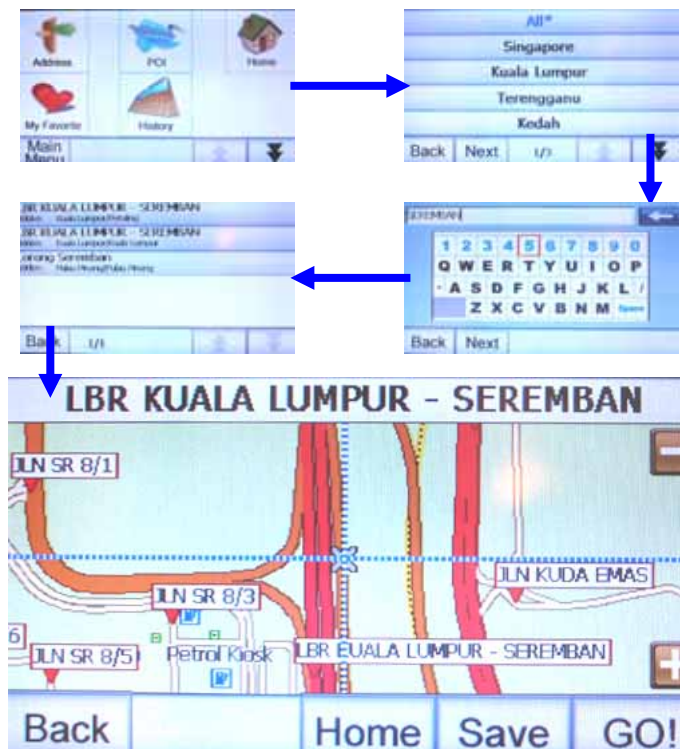 Address POI Home
My Favorite History
Main Menu
All*
Singapore
Kuala Lumpur
Terengganu
Kedah
Back Next 1/3
LBR KUALA LUMPUR - SEREMBAN
LBR KUALA LUMPUR - SEREMBAN
Lorong Seremban
Back 1/1
SEREMBAN
1 2 3 4 5 6 7 8 9 0
Q W E R T Y U I O P
- A S D F G H J K L /
Z X C V B N M Space
Back Next
LBR KUALA LUMPUR - SEREMBAN
JLN SR 8/1
JLN KUDA EMAS
JLN SR 8/3
6
JLN SR 8/5
Petrol Kiosk
LBR EUALA LUMPUR - SEREMBAN
Back Home Save GO!